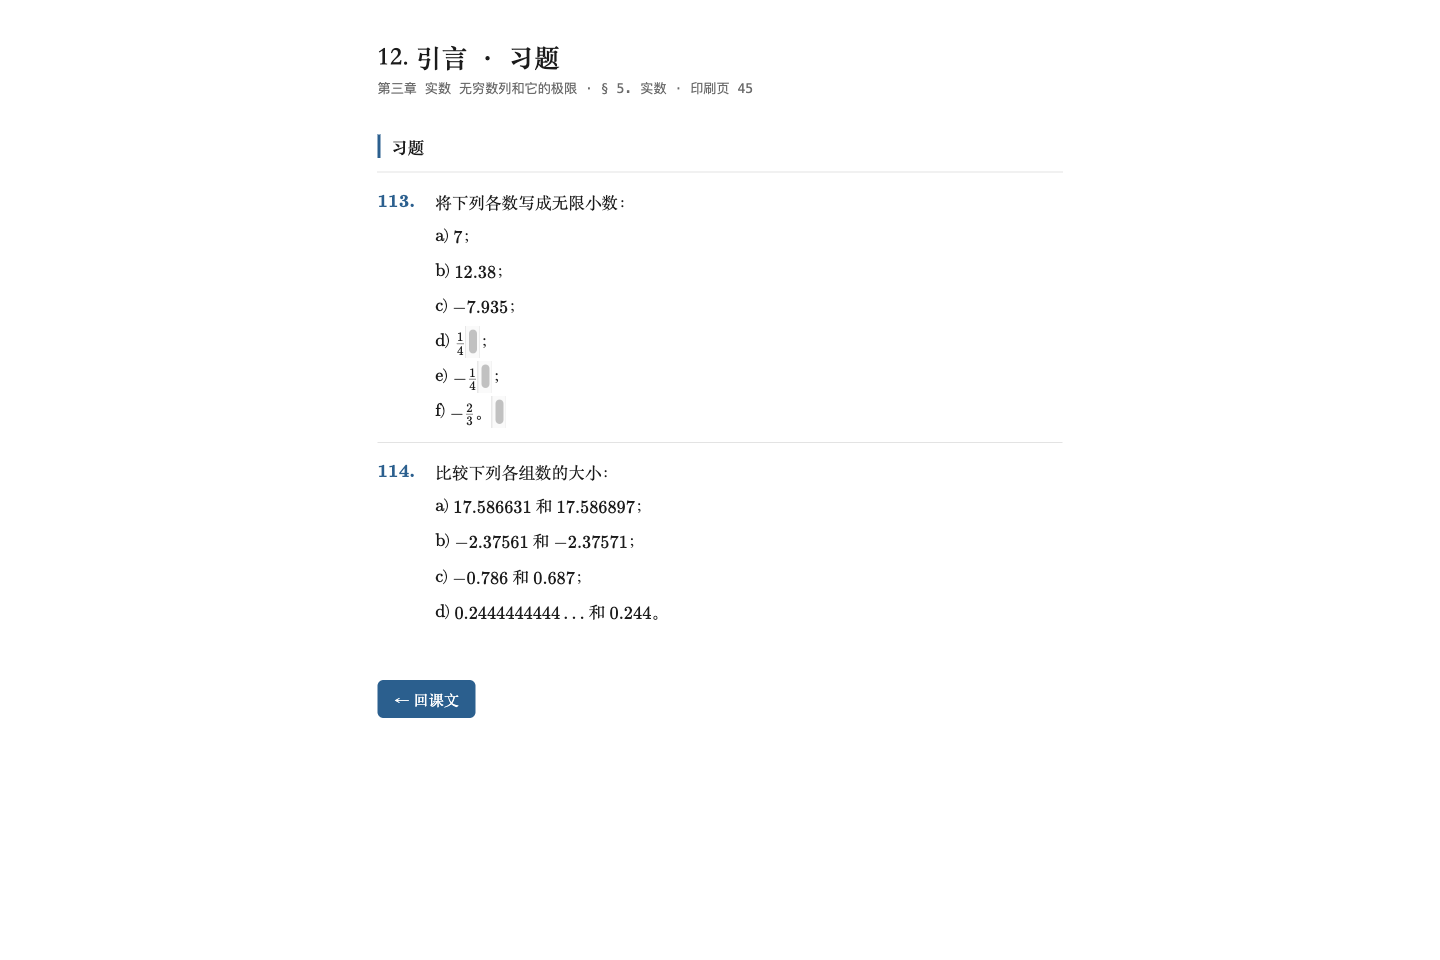 12. 引言 · 习题
第三章 实数 无穷数列和它的极限 · § 5. 实数 · 印刷页 45
习题
113. 将下列各数写成无限小数：
a) 7；
b) 12.38；
c) −7.935；
d) 1/4；
e) −1/4；
f) −2/3。
114. 比较下列各组数的大小：
a) 17.586631 和 17.586897；
b) −2.37561 和 −2.37571；
c) −0.786 和 0.687；
d) 0.2444444444... 和 0.244。
← 回课文